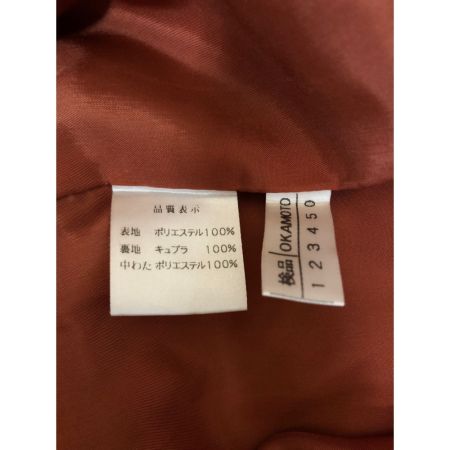 品質表示
表地 ポリエステル100%
裏地 キュプラ 100%
中わた ポリエステル100%
検品/OKAMOTO
1 2 3 4 5 0